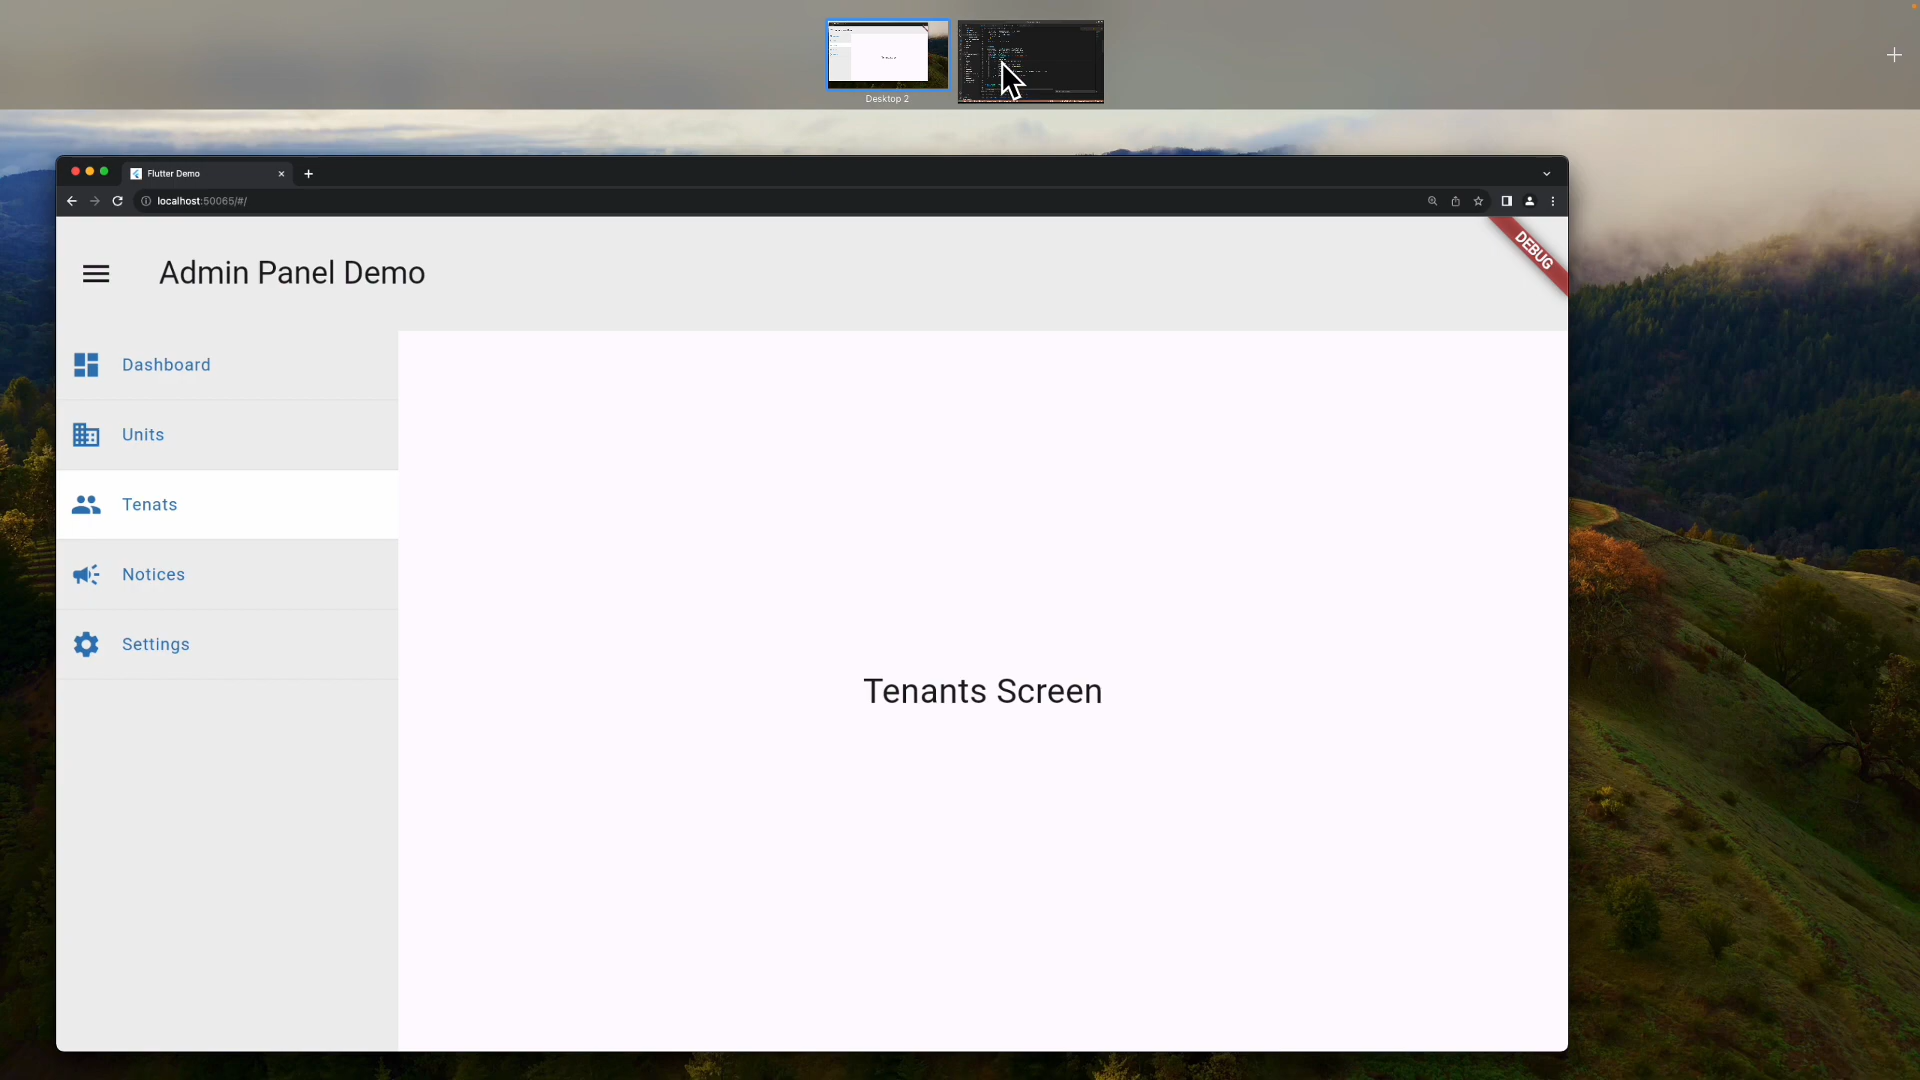 Desktop 2
Flutter Demo
localhost:50065/#/
DEBUG
Admin Panel Demo
Dashboard
Units
Tenats
Notices
Settings
Tenants Screen